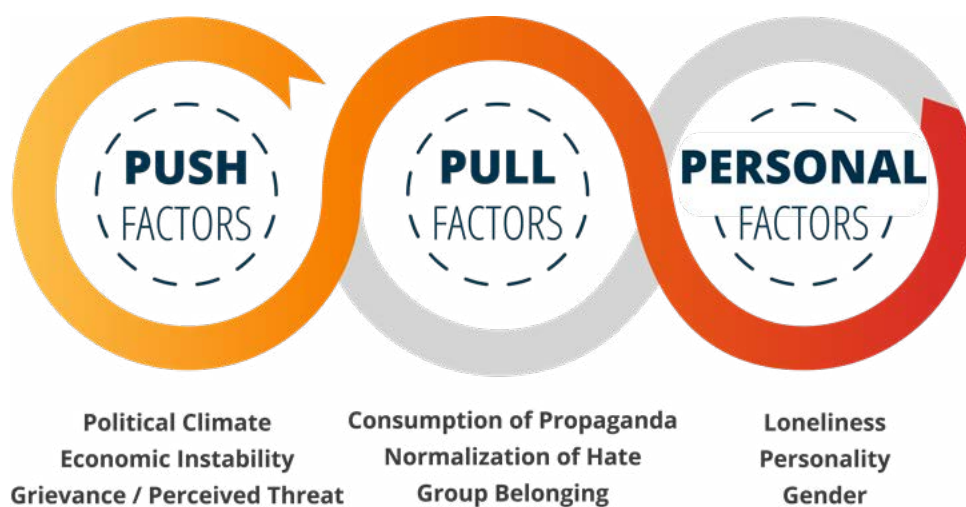 PUSH
FACTORS
PULL
FACTORS
PERSONAL
FACTORS
Political Climate
Economic Instability
Grievance / Perceived Threat
Consumption of Propaganda
Normalization of Hate
Group Belonging
Loneliness
Personality
Gender